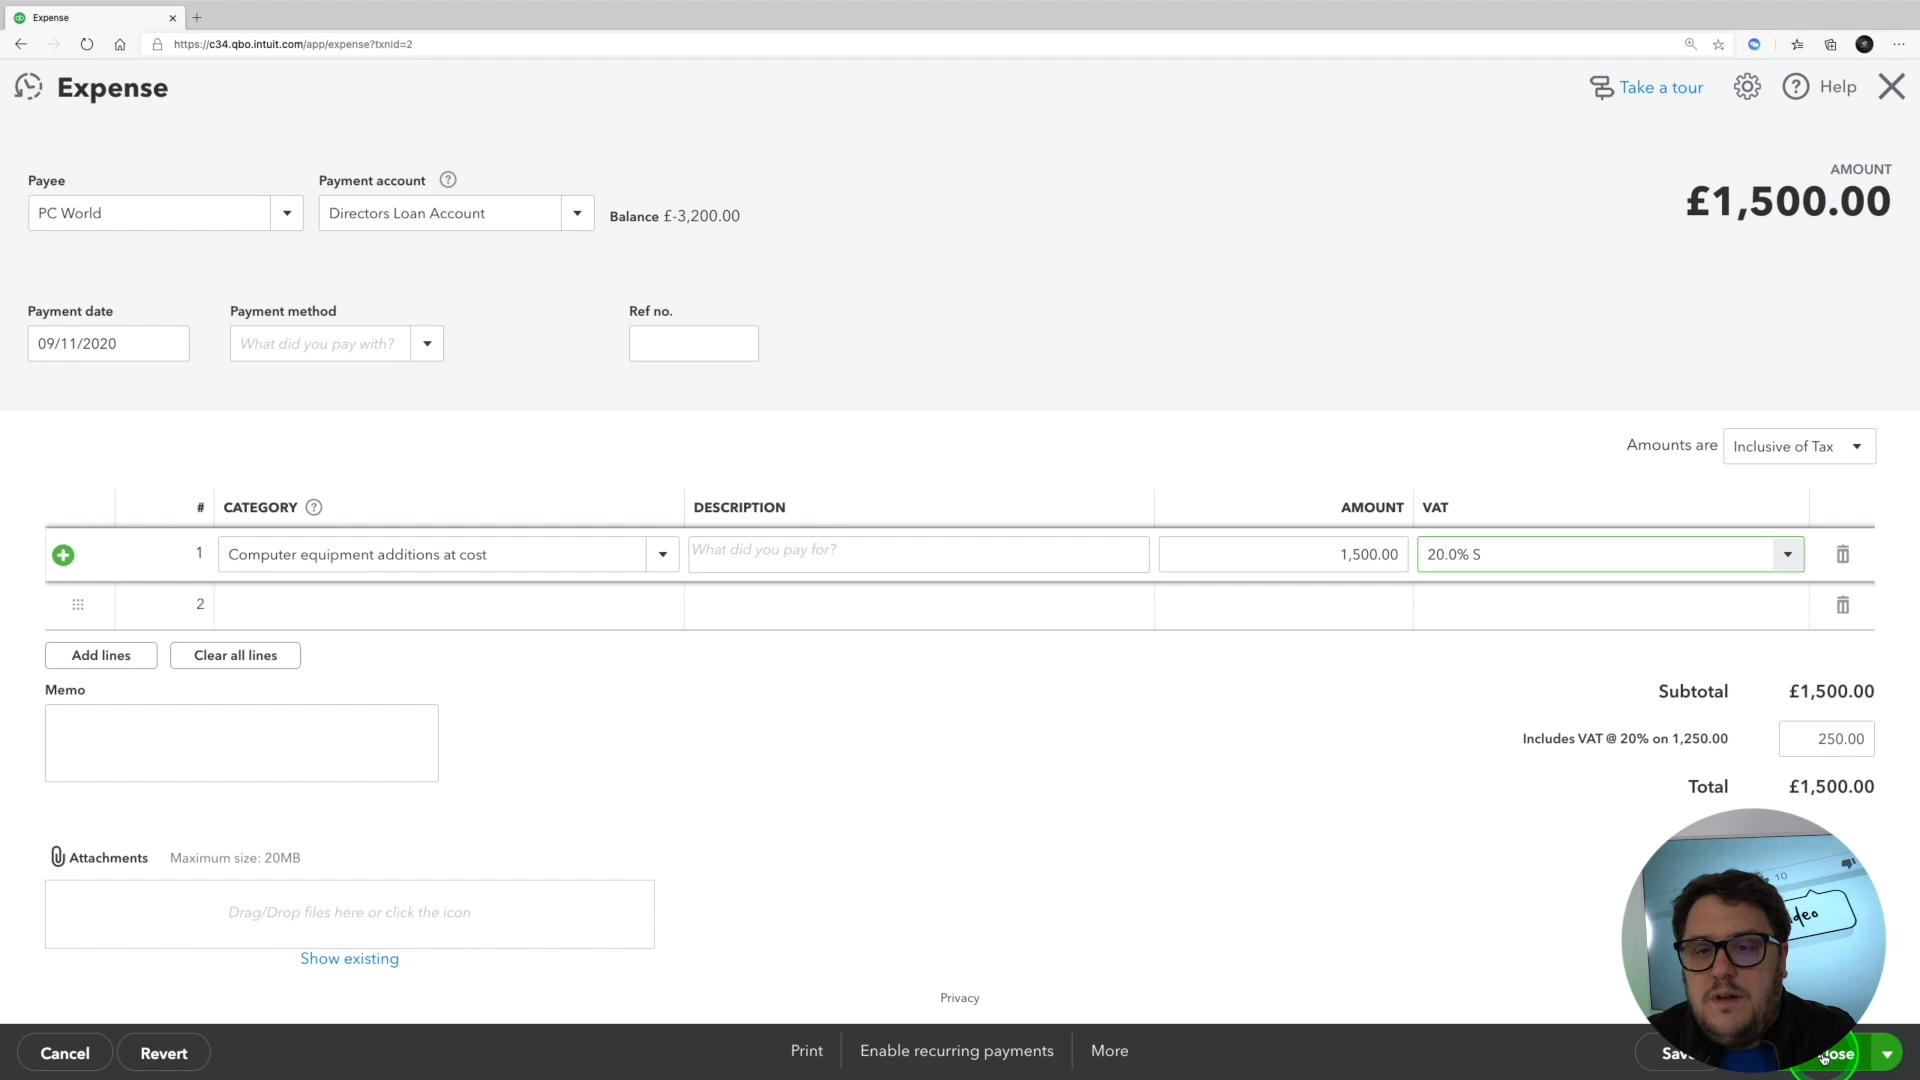 Expense
https://c34.qbo.intuit.com/app/expense?txnId=2
Expense
Take a tour
Help
Payee
Payment account
AMOUNT
PC World
Directors Loan Account
Balance £-3,200.00
£1,500.00
Payment date
Payment method
Ref no.
09/11/2020
What did you pay with?
Amounts are
Inclusive of Tax
#
CATEGORY
DESCRIPTION
AMOUNT
VAT
1
Computer equipment additions at cost
What did you pay for?
1,500.00
20.0% S
2
Add lines
Clear all lines
Memo
Subtotal
£1,500.00
Includes VAT @ 20% on 1,250.00
250.00
Total
£1,500.00
Attachments
Maximum size: 20MB
10
Drag/Drop files here or click the icon
Show existing
Privacy
Cancel
Revert
Print
Enable recurring payments
More